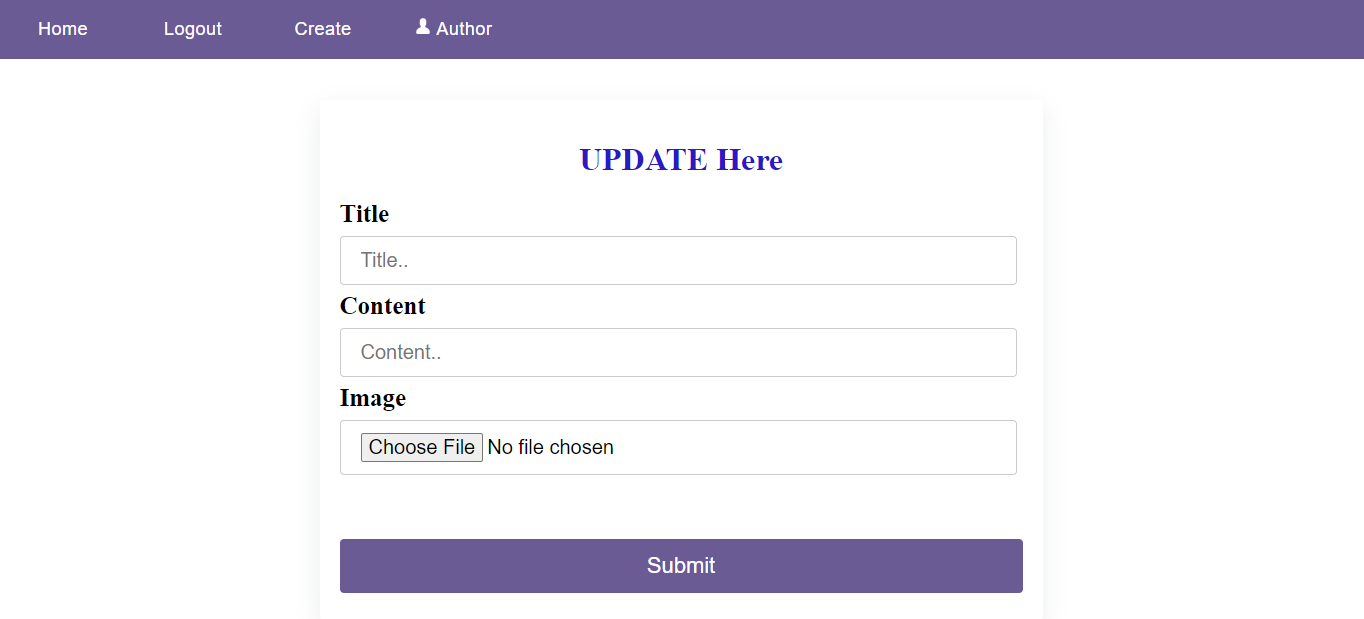 Home Logout Create Author
UPDATE Here
Title
Title..
Content
Content..
Image
Choose File No file chosen
Submit